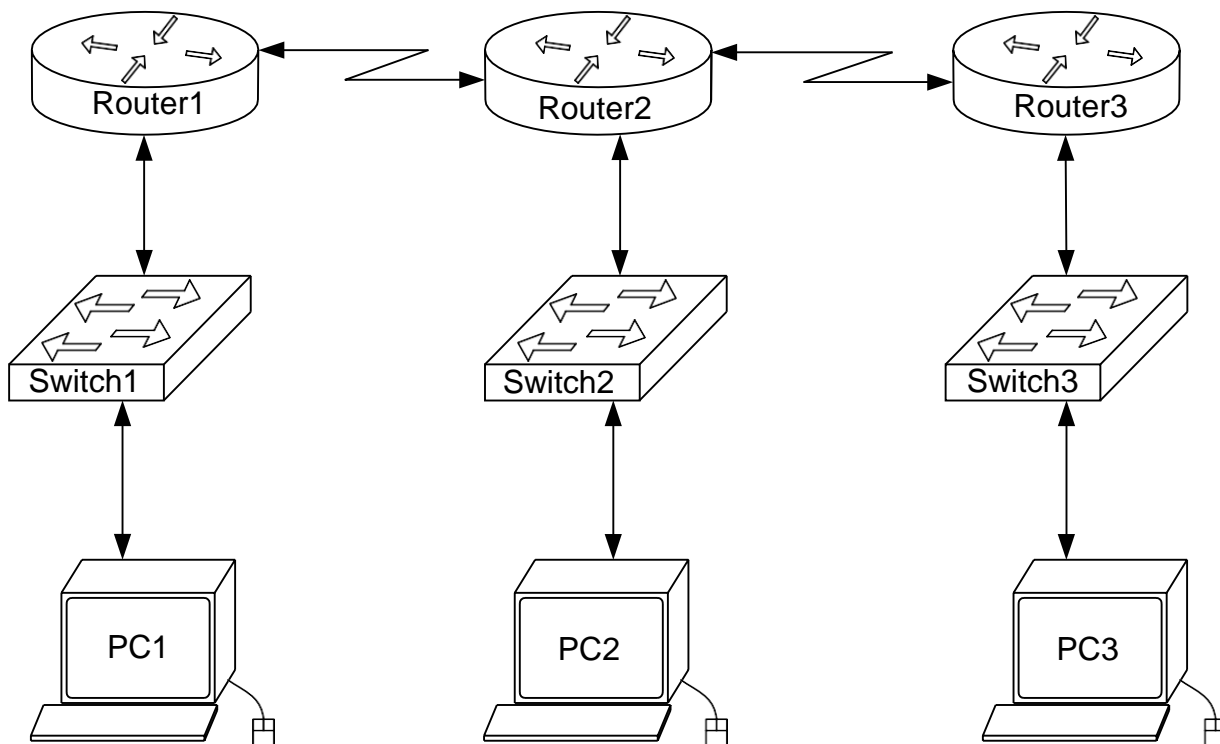 Router1
Router2
Router3
Switch1
Switch2
Switch3
PC1
PC2
PC3